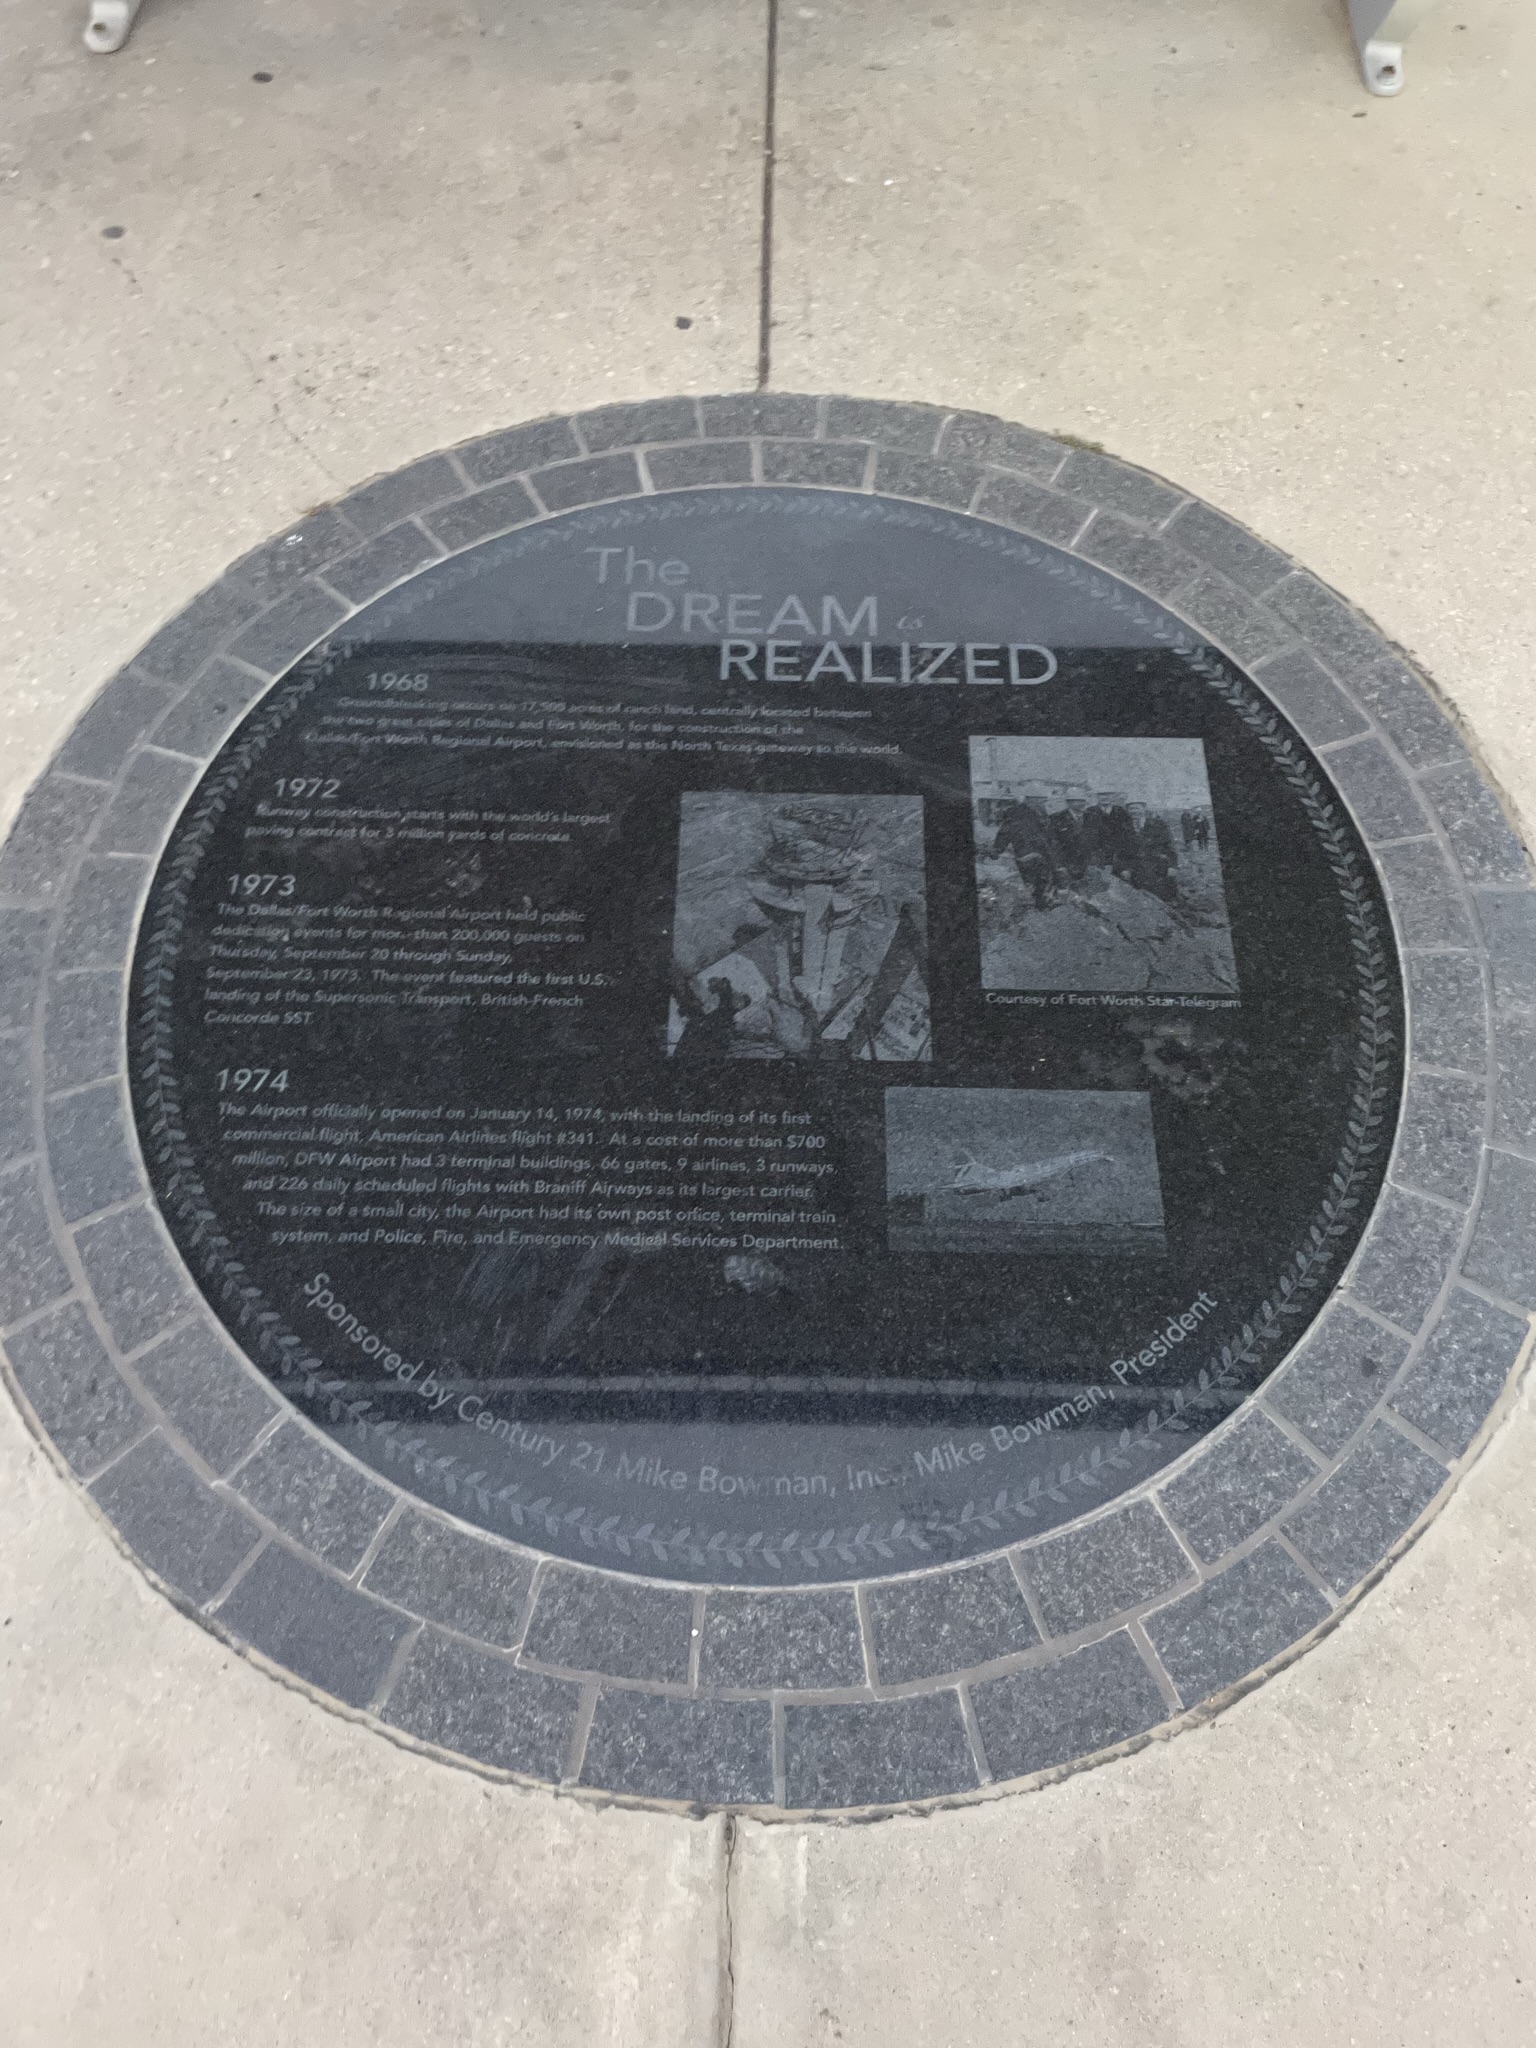 The
DREAM is
REALIZED
1968
Groundbreaking occurs on 17,500 acres of ranch land, centrally located between
the two great cities of Dallas and Fort Worth, for the construction of the
Dallas/Fort Worth Regional Airport, envisioned as the North Texas gateway to the world.
1972
Runway construction starts with the world's largest
paving contract for 3 million yards of concrete.
1973
The Dallas/Fort Worth Regional Airport held public
dedication events for more than 200,000 guests on
Thursday, September 20 through Sunday,
September 23, 1973. The event featured the first U.S.
landing of the Supersonic Transport, British-French
Concorde SST.
Courtesy of Fort Worth Star-Telegram
1974
The Airport officially opened on January 14, 1974, with the landing of its first
commercial flight, American Airlines flight #341. At a cost of more than $700
million, DFW Airport had 3 terminal buildings, 66 gates, 9 airlines, 3 runways,
and 226 daily scheduled flights with Braniff Airways as its largest carrier.
The size of a small city, the Airport had its own post office, terminal train
system, and Police, Fire, and Emergency Medical Services Department.
Sponsored by Century 21 Mike Bowman, Inc., Mike Bowman, President